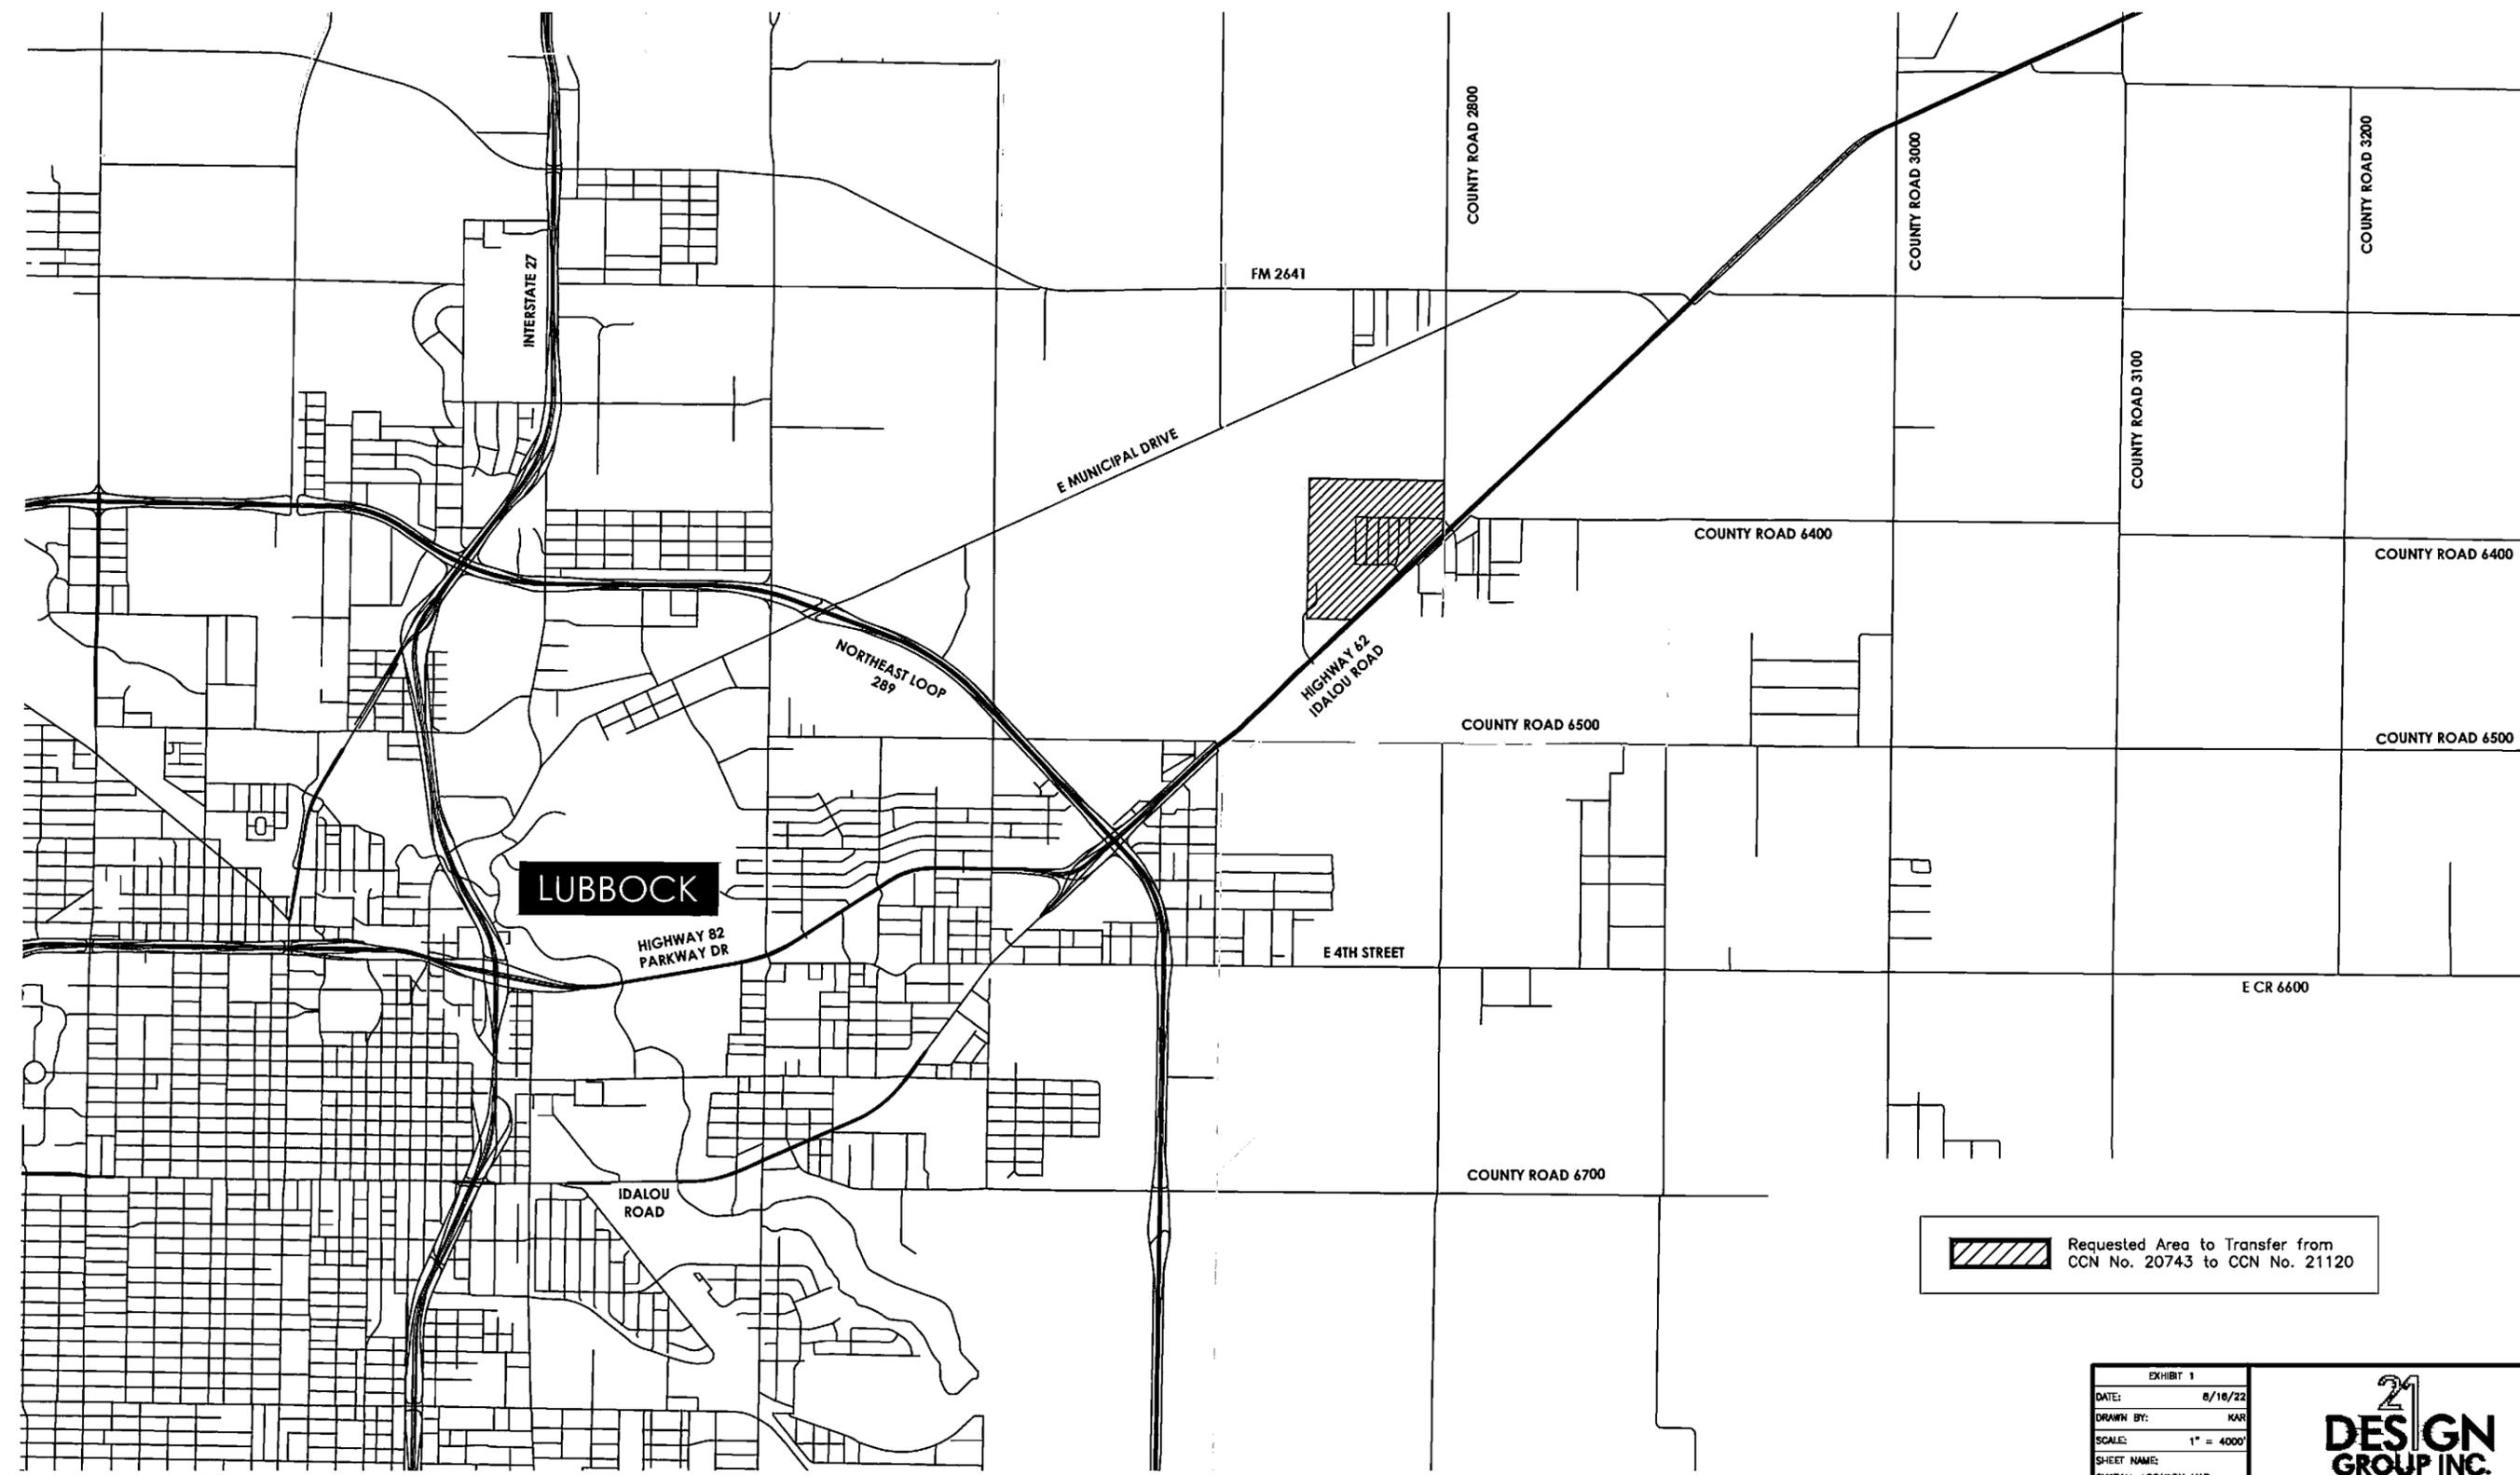 COUNTY ROAD 2800
COUNTY ROAD 3000
COUNTY ROAD 3200
INTERSTATE 27
FM 2641
COUNTY ROAD 3100
E MUNICIPAL DRIVE
COUNTY ROAD 6400
COUNTY ROAD 6400
NORTHEAST LOOP
289
HIGHWAY 62
IDALOU ROAD
COUNTY ROAD 6500
COUNTY ROAD 6500
LUBBOCK
HIGHWAY 82
PARKWAY DR
E 4TH STREET
E CR 6600
COUNTY ROAD 6700
IDALOU
ROAD
Requested Area to Transfer from
CCN No. 20743 to CCN No. 21120
EXHIBIT 1
DATE: 8/16/22
DRAWN BY: KAR
SCALE: 1" = 4000'
SHEET NAME:
21
DESIGN
GROUP INC.